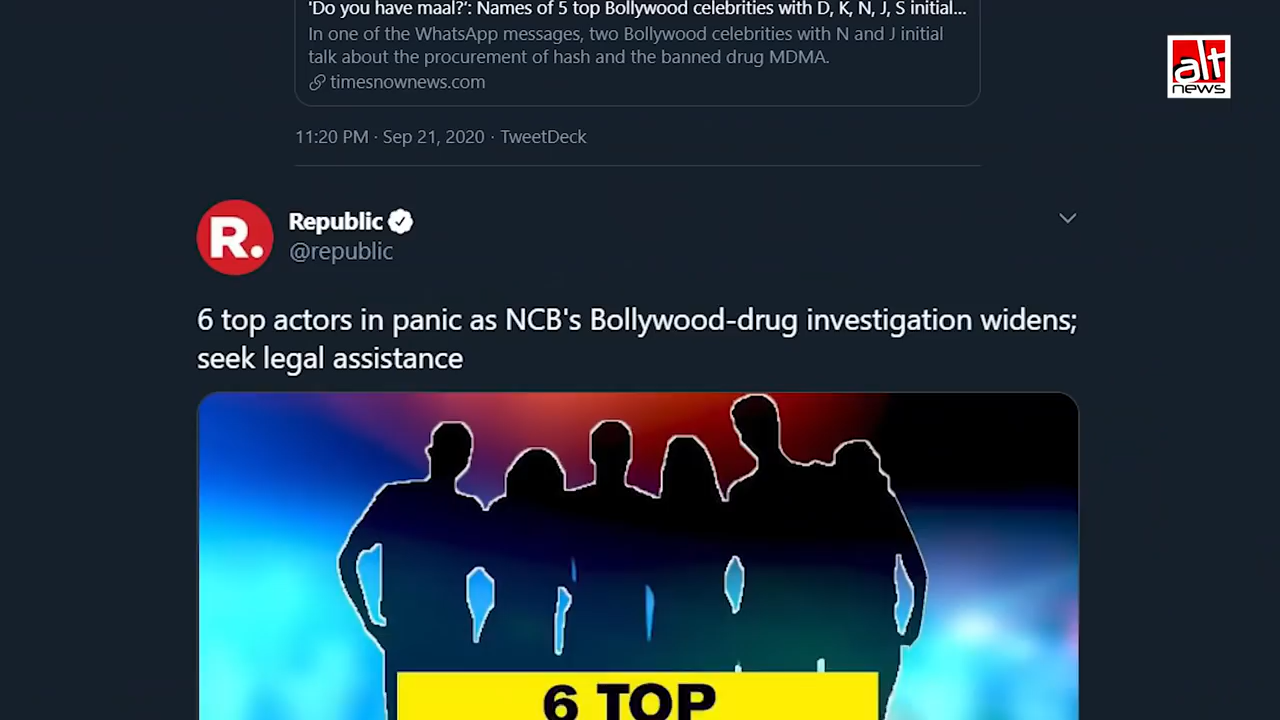 'Do you have maal?': Names of 5 top Bollywood celebrities with D, K, N, J, S initial...
In one of the WhatsApp messages, two Bollywood celebrities with N and J initial
talk about the procurement of hash and the banned drug MDMA.
timesnownews.com
alt
news
11:20 PM · Sep 21, 2020 · TweetDeck
R.
Republic
@republic
6 top actors in panic as NCB's Bollywood-drug investigation widens;
seek legal assistance
6 TOP